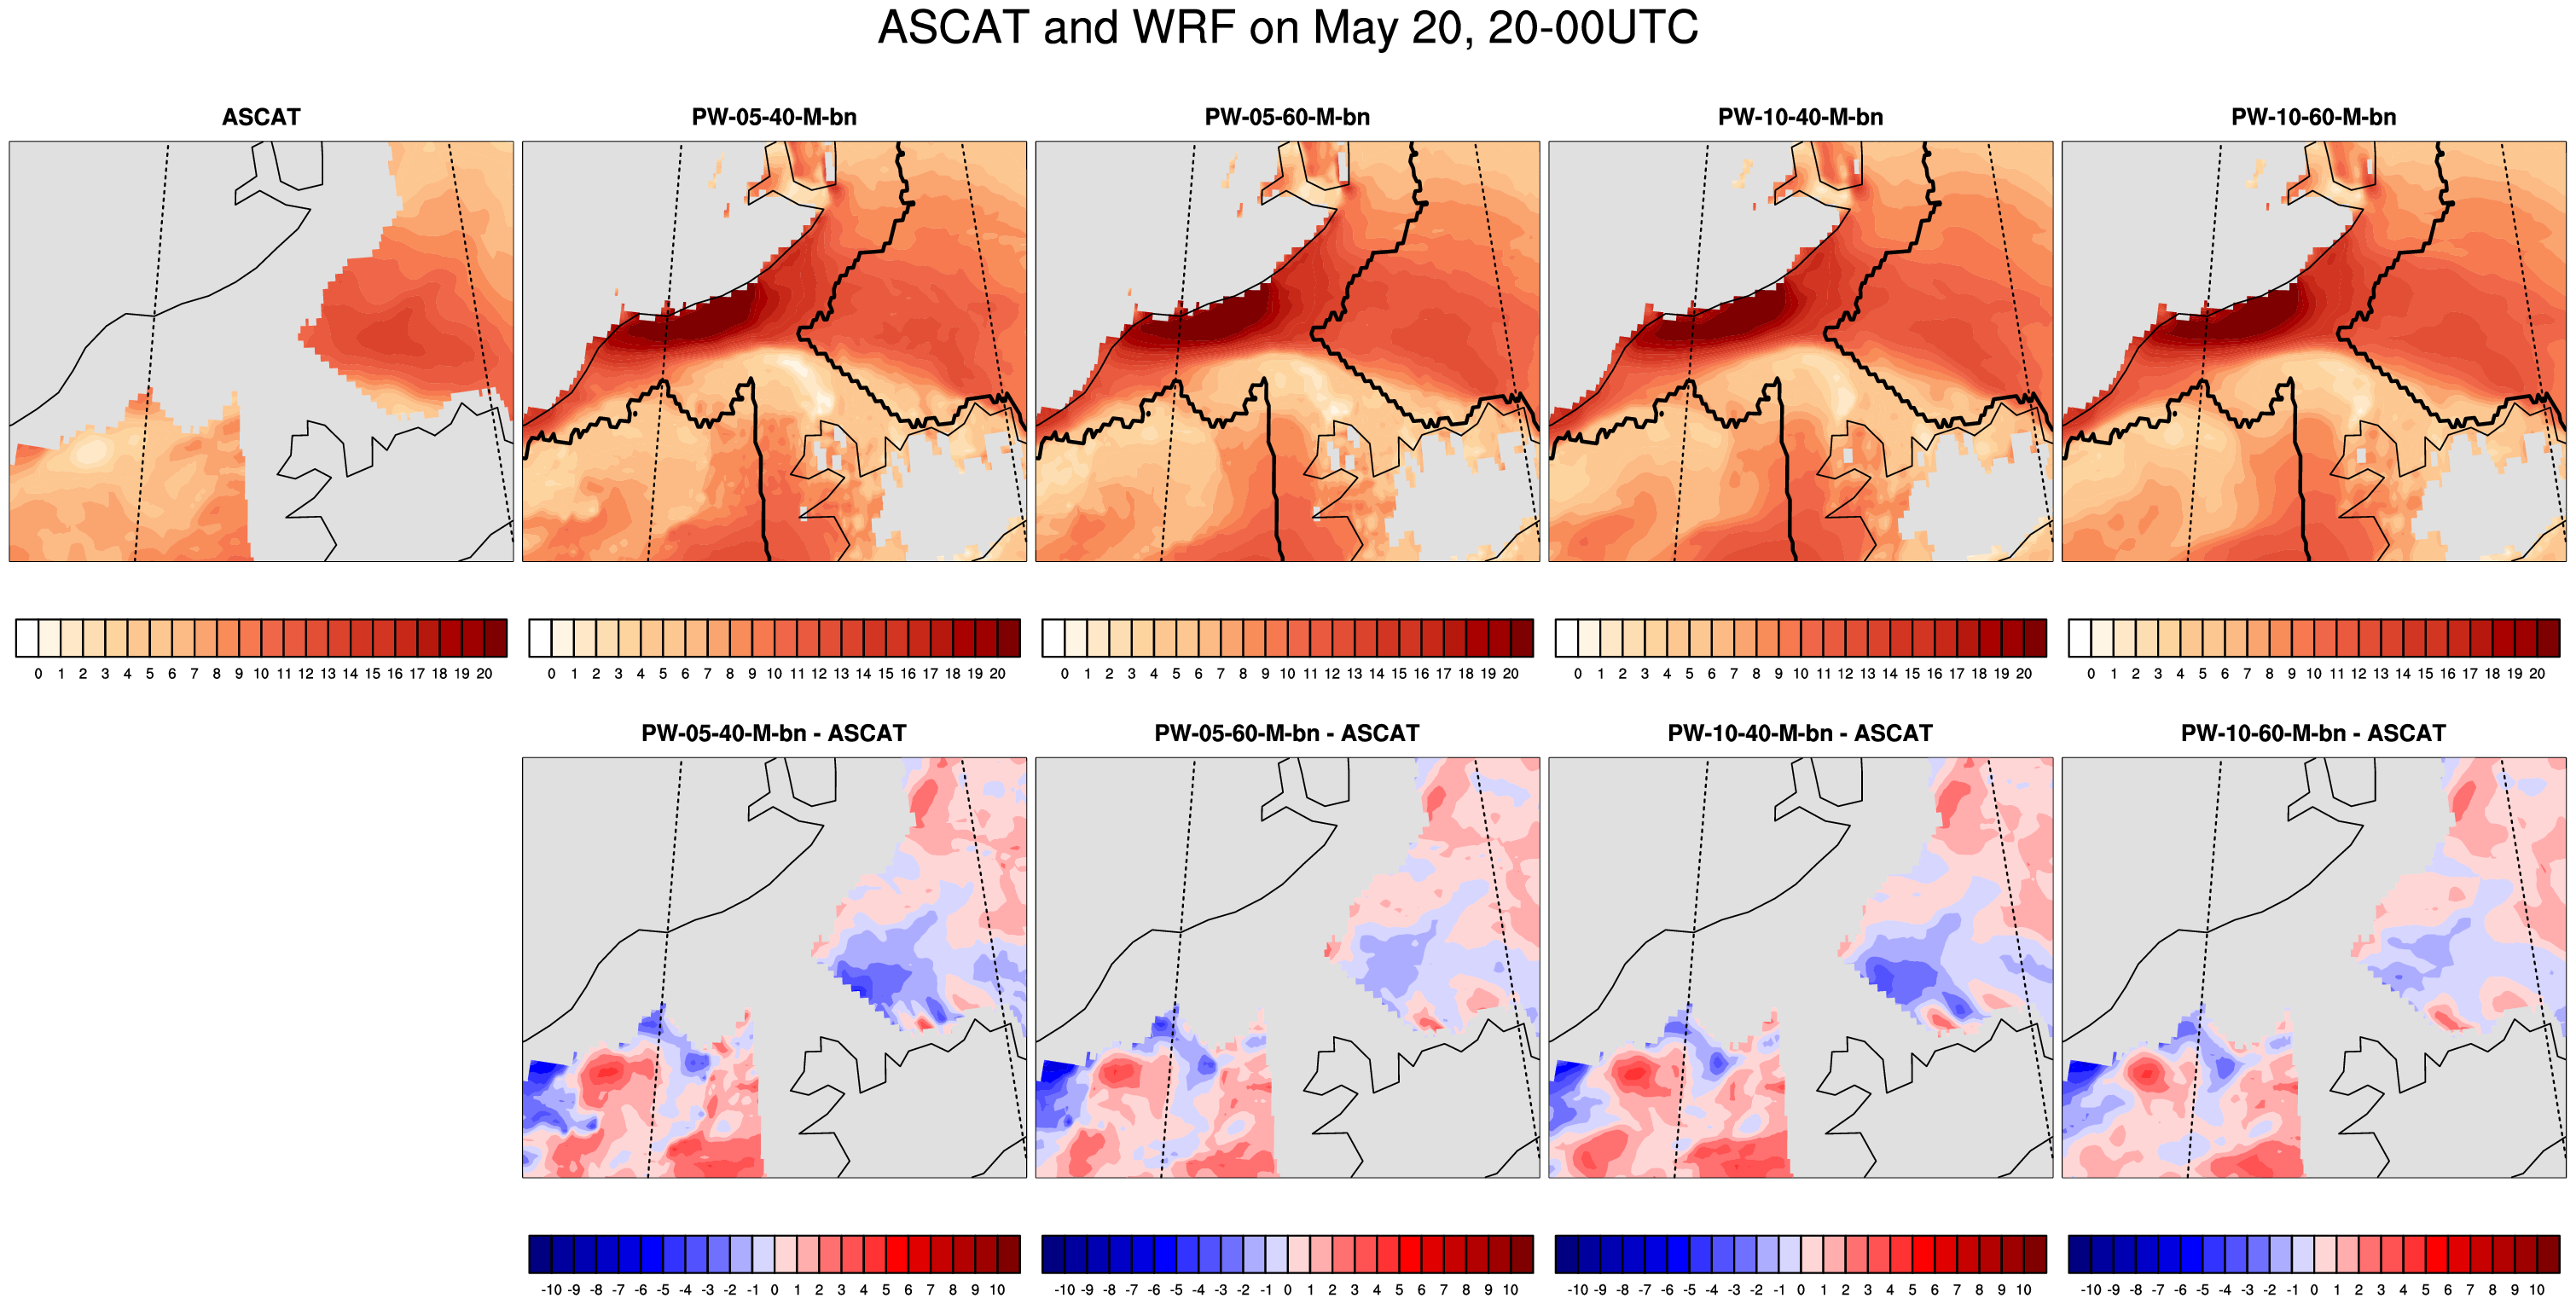 ASCAT and WRF on May 20, 20-00UTC
ASCAT
PW-05-40-M-bn
PW-05-60-M-bn
PW-10-40-M-bn
PW-10-60-M-bn
0 1 2 3 4 5 6 7 8 9 10 11 12 13 14 15 16 17 18 19 20
0 1 2 3 4 5 6 7 8 9 10 11 12 13 14 15 16 17 18 19 20
0 1 2 3 4 5 6 7 8 9 10 11 12 13 14 15 16 17 18 19 20
0 1 2 3 4 5 6 7 8 9 10 11 12 13 14 15 16 17 18 19 20
0 1 2 3 4 5 6 7 8 9 10 11 12 13 14 15 16 17 18 19 20
PW-05-40-M-bn - ASCAT
PW-05-60-M-bn - ASCAT
PW-10-40-M-bn - ASCAT
PW-10-60-M-bn - ASCAT
-10 -9 -8 -7 -6 -5 -4 -3 -2 -1 0 1 2 3 4 5 6 7 8 9 10
-10 -9 -8 -7 -6 -5 -4 -3 -2 -1 0 1 2 3 4 5 6 7 8 9 10
-10 -9 -8 -7 -6 -5 -4 -3 -2 -1 0 1 2 3 4 5 6 7 8 9 10
-10 -9 -8 -7 -6 -5 -4 -3 -2 -1 0 1 2 3 4 5 6 7 8 9 10